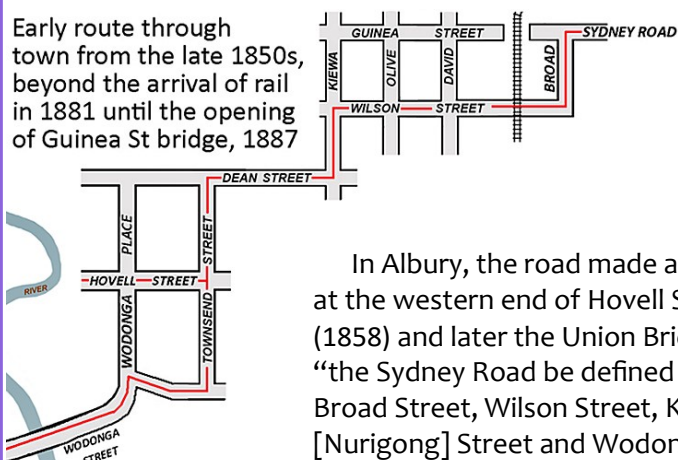 Early route through
town from the late 1850s,
beyond the arrival of rail
in 1881 until the opening
of Guinea St bridge, 1887
GUINEA STREET
SYDNEY ROAD
KIEWA
OLIVE
DAVID
BROAD
WILSON STREET
DEAN STREET
WODONGA PLACE
TOWNSEND STREET
HOVELL STREET
RIVER
WODONGA
STREET
In Albury, the road made a
at the western end of Hovell S
(1858) and later the Union Bri
“the Sydney Road be defined
Broad Street, Wilson Street, K
[Nurigong] Street and Wodon